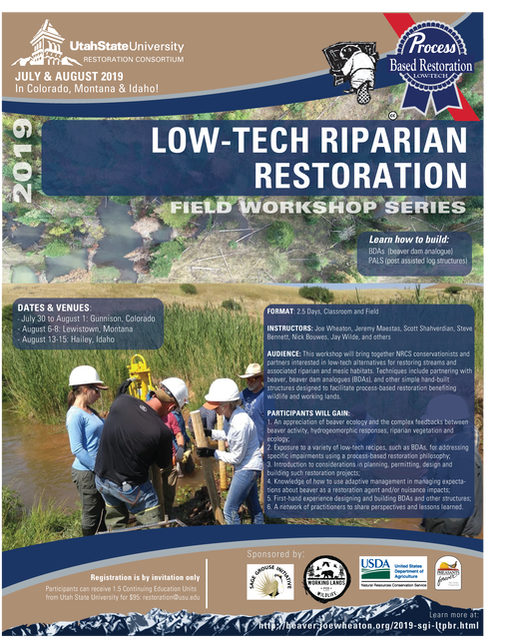 UtahStateUniversity
RESTORATION CONSORTIUM
JULY & AUGUST 2019
In Colorado, Montana & Idaho!
Process
Based Restoration
LOW-TECH
2019
LOW-TECH RIPARIAN
RESTORATION
FIELD WORKSHOP SERIES
Learn how to build:
BDAs (beaver dam analogue)
PALS (post assisted log structures)
DATES & VENUES:
- July 30 to August 1: Gunnison, Colorado
- August 6-8: Lewistown, Montana
- August 13-15: Hailey, Idaho
FORMAT: 2.5 Days, Classroom and Field
INSTRUCTORS: Joe Wheaton, Jeremy Maestas, Scott Shahverdian, Steve
Bennett, Nick Bouwes, Jay Wilde, and others
AUDIENCE: This workshop will bring together NRCS conservationists and
partners interested in low-tech alternatives for restoring streams and
associated riparian and mesic habitats. Techniques include partnering with
beaver, beaver dam analogues (BDAs), and other simple hand-built
structures designed to facilitate process-based restoration benefiting
wildlife and working lands.
PARTICIPANTS WILL GAIN:
1. An appreciation of beaver ecology and the complex feedbacks between
beaver activity, hydrogeomorphic responses, riparian vegetation and
ecology;
2. Exposure to a variety of low-tech recipes, such as BDAs, for addressing
specific impairments using a process-based restoration philosophy;
3. Introduction to considerations in planning, permitting, design and
building such restoration projects;
4. Knowledge of how to use adaptive management in managing expecta-
tions about beaver as a restoration agent and/or nuisance impacts;
5. First-hand experience designing and building BDAs and other structures;
6. A network of practitioners to share perspectives and lessons learned.
Registration is by invitation only
Participants can receive 1.5 Continuing Education Units
from Utah State University for $95: restoration@usu.edu
Sponsored by:
SAGE GROUSE INITIATIVE
WORKING LANDS
FOR
WILDLIFE
USDA
United States
Department of
Agriculture
Natural Resources Conservation Service
PHEASANTS
forever
Learn more at:
http://beaver.joewheaton.org/2019-sgi-ltpbr.html